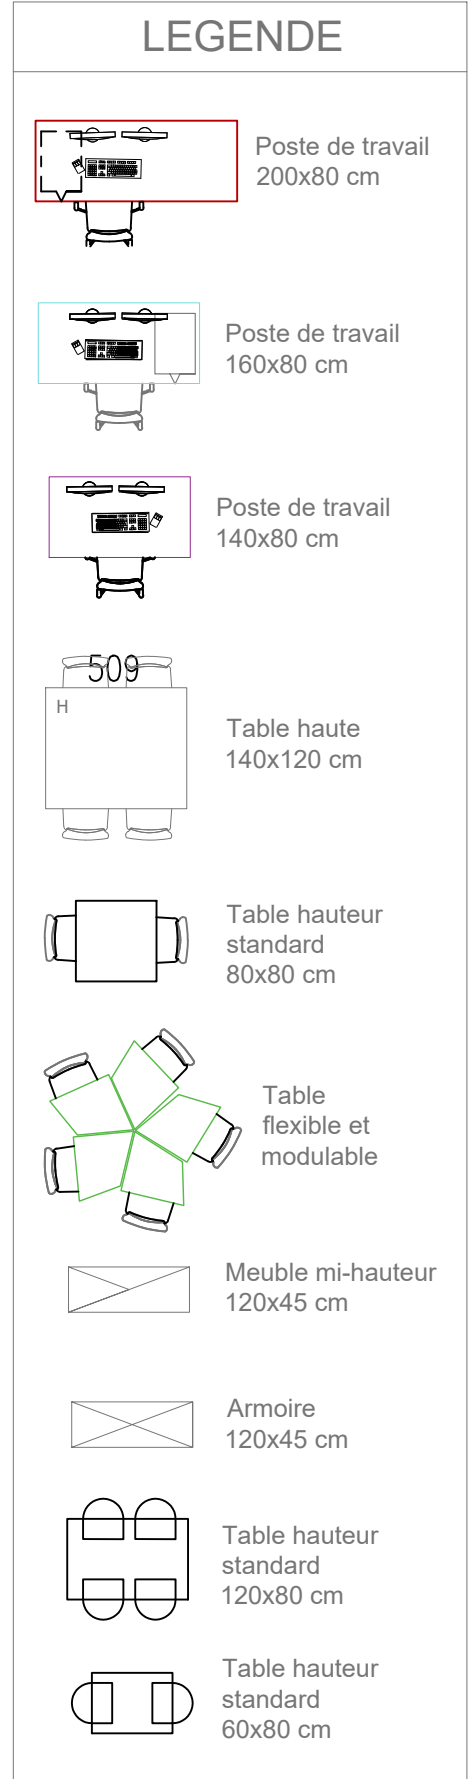 LEGENDE
Poste de travail
200x80 cm
Poste de travail
160x80 cm
Poste de travail
140x80 cm
509
H
Table haute
140x120 cm
Table hauteur
standard
80x80 cm
Table
flexible et
modulable
Meuble mi-hauteur
120x45 cm
Armoire
120x45 cm
Table hauteur
standard
120x80 cm
Table hauteur
standard
60x80 cm